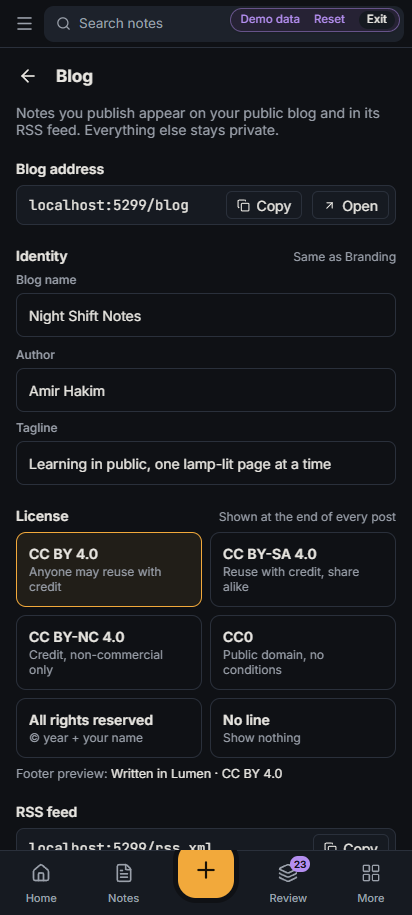 Search notes
Demo data Reset Exit
Blog
Notes you publish appear on your public blog and in its
RSS feed. Everything else stays private.
Blog address
localhost:5299/blog Copy Open
Identity Same as Branding
Blog name
Night Shift Notes
Author
Amir Hakim
Tagline
Learning in public, one lamp-lit page at a time
License Shown at the end of every post
CC BY 4.0
Anyone may reuse with
credit
CC BY-SA 4.0
Reuse with credit, share
alike
CC BY-NC 4.0
Credit, non-commercial
only
CC0
Public domain, no
conditions
All rights reserved
© year + your name
No line
Show nothing
Footer preview: Written in Lumen · CC BY 4.0
RSS feed
localhost:5299/rss.xml Copy
23
Home Notes Review More